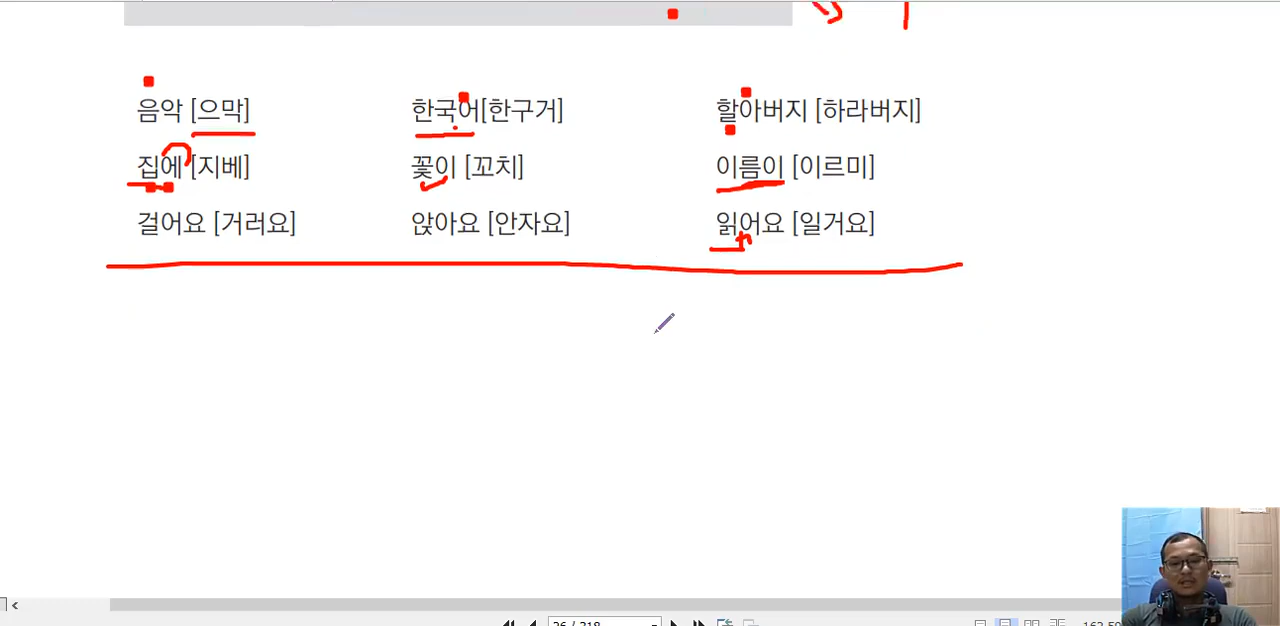 음악 [으막] 한국어[한구거] 할아버지 [하라버지]
집에 [지베] 꽃이 [꼬치] 이름이 [이르미]
걸어요 [거러요] 앉아요 [안자요] 읽어요 [일거요]
26 / 218